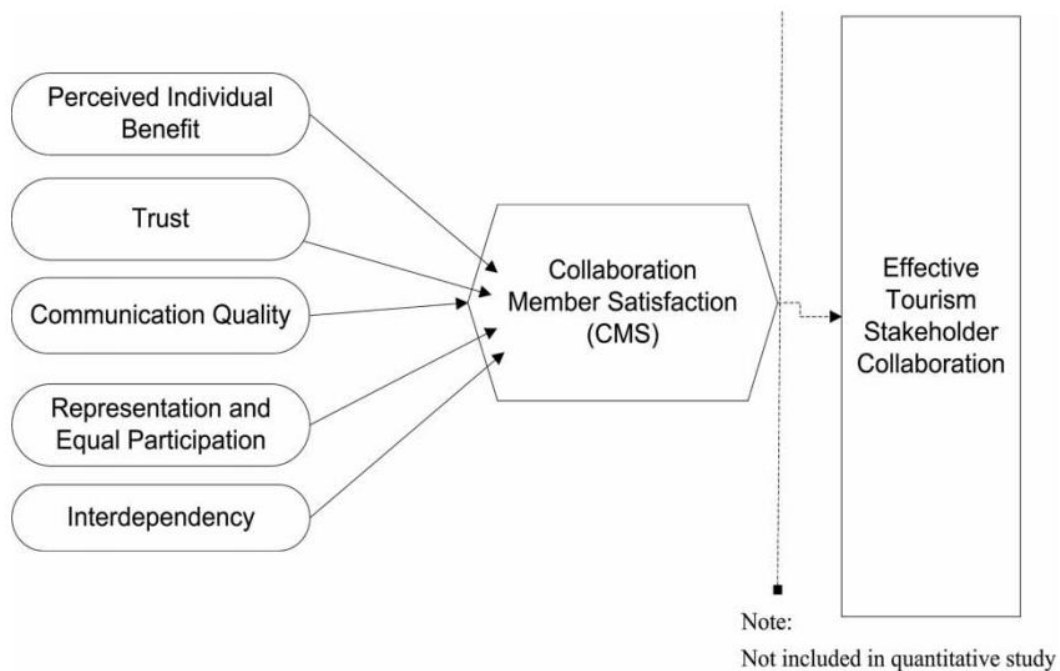 Perceived Individual
Benefit
Trust
Communication Quality
Representation and
Equal Participation
Interdependency
Collaboration
Member Satisfaction
(CMS)
Effective
Tourism
Stakeholder
Collaboration
Note:
Not included in quantitative study